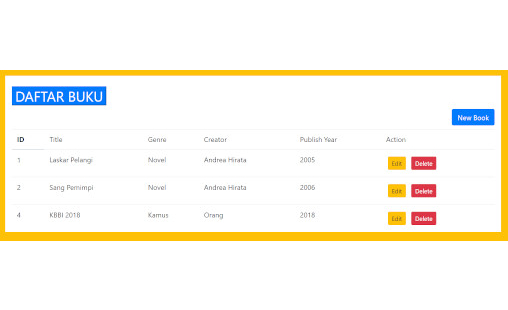 DAFTAR BUKU
New Book
ID Title Genre Creator Publish Year Action
1 Laskar Pelangi Novel Andrea Hirata 2005 Edit Delete
2 Sang Pemimpi Novel Andrea Hirata 2006 Edit Delete
4 KBBI 2018 Kamus Orang 2018 Edit Delete